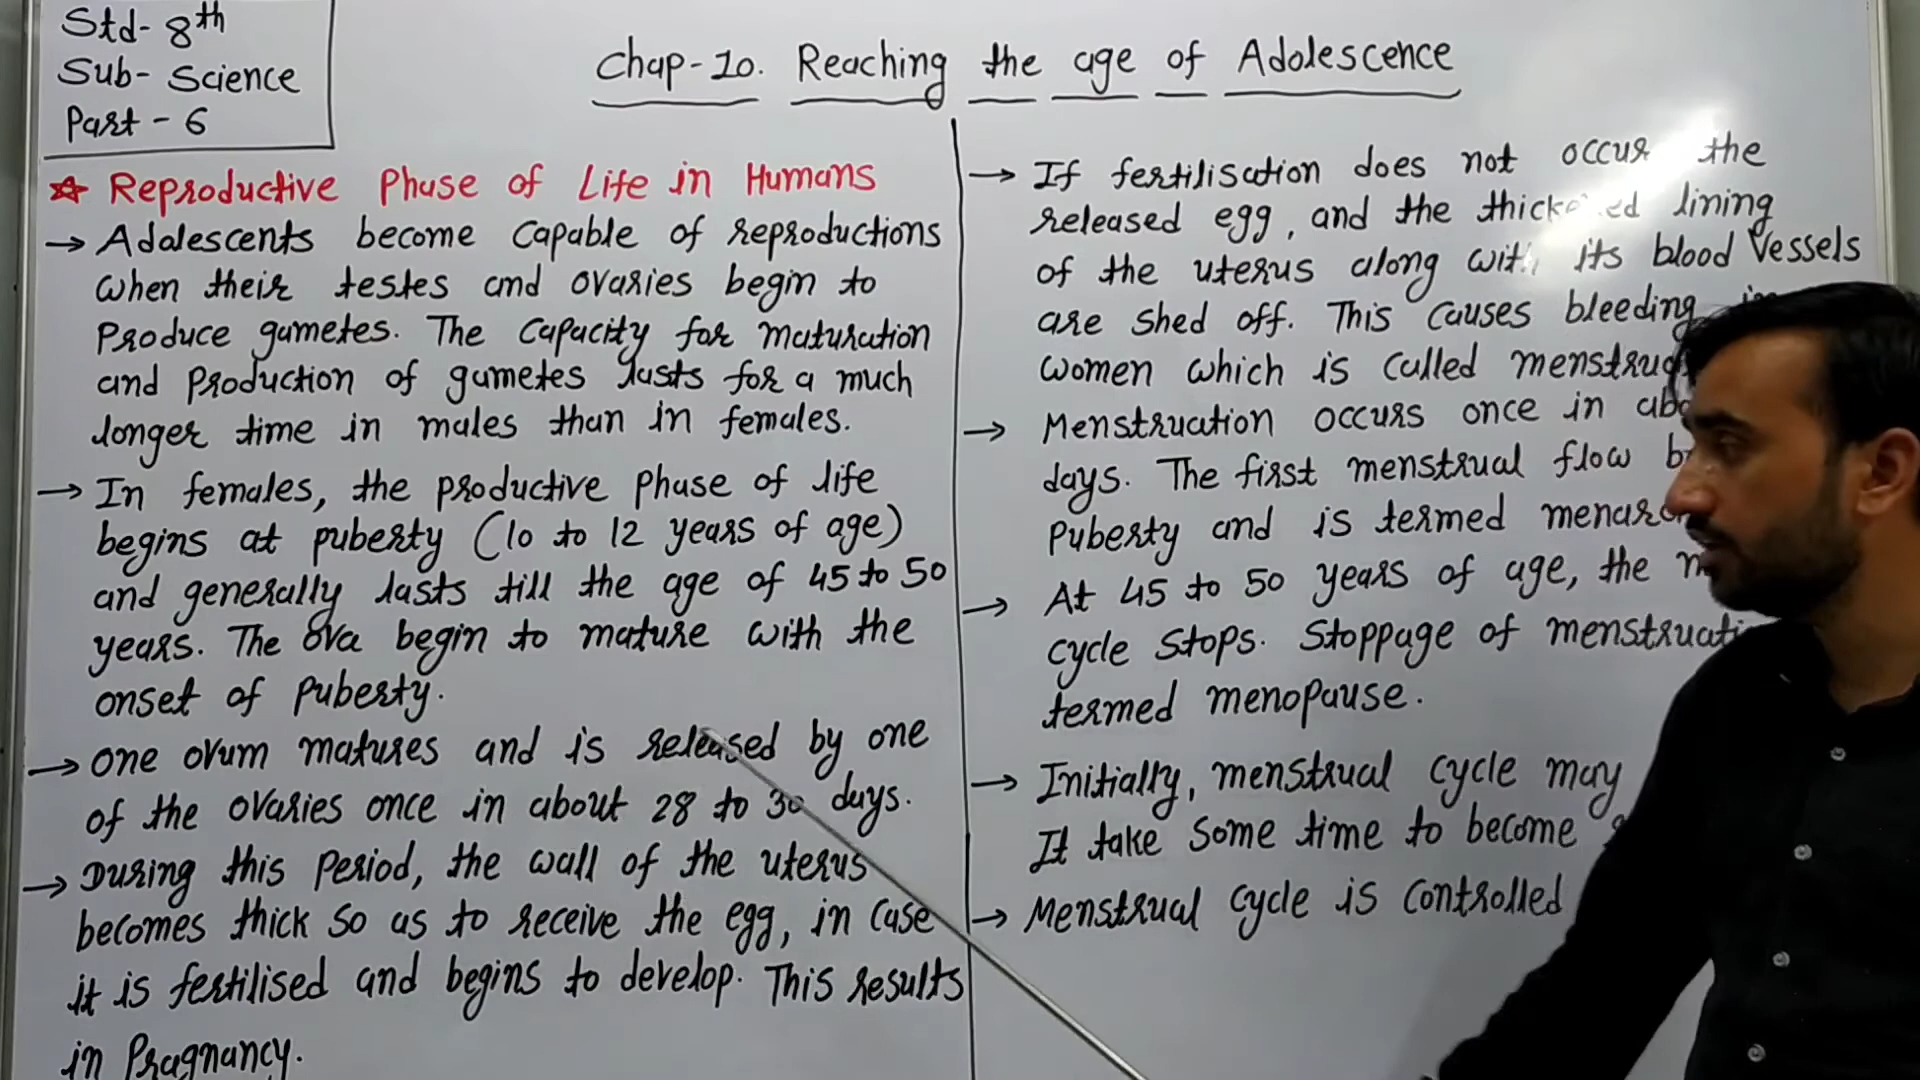 Std- 8th
Sub- Science
Part - 6
Chap-10. Reaching the age of Adolescence
☆ Reproductive Phase of Life in Humans
→ Adolescents become capable of reproductions
when their testes and ovaries begin to
Produce gametes. The capacity for maturation
and production of gametes lasts for a much
longer time in males than in females.
→ In females, the productive phase of life
begins at puberty (10 to 12 years of age)
and generally lasts till the age of 45 to 50
years. The ova begin to mature with the
onset of puberty.
→ One ovum matures and is released by one
of the ovaries once in about 28 to 30 days.
→ During this period, the wall of the uterus
becomes thick so as to receive the egg, in case
it is fertilised and begins to develop. This results
in Pragnancy.
→ If fertilisation does not occur the
released egg, and the thickened lining
of the uterus along with its blood vessels
are shed off. This causes bleeding in
women which is called
→ Menstruation occurs once in
days. The first menstrual flow
Puberty and is termed
→ At 45 to 50 years of age, the
cycle stops. Stoppage of
termed menopause.
→ Initially, menstrual cycle may
It take some time to become
→ Menstrual cycle is controlled